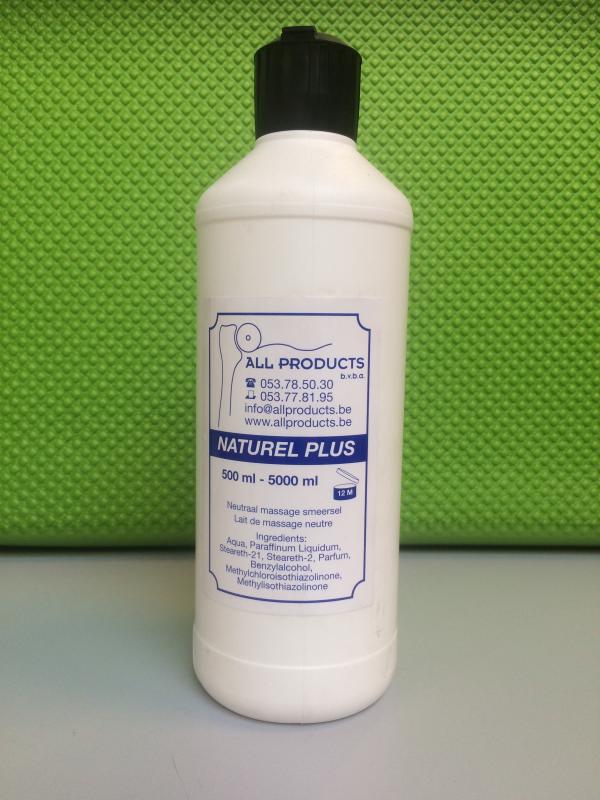 ALL PRODUCTS
b.v.b.a.
053.78.50.30
053.77.81.95
info@allproducts.be
www.allproducts.be
NATUREL PLUS
500 ml - 5000 ml
12 M
Neutraal massage smeersel
Lait de massage neutre
Ingredients:
Aqua, Paraffinum Liquidum,
Steareth-21, Steareth-2, Parfum,
Benzylalcohol,
Methylchloroisothiazolinone,
Methylisothiazolinone